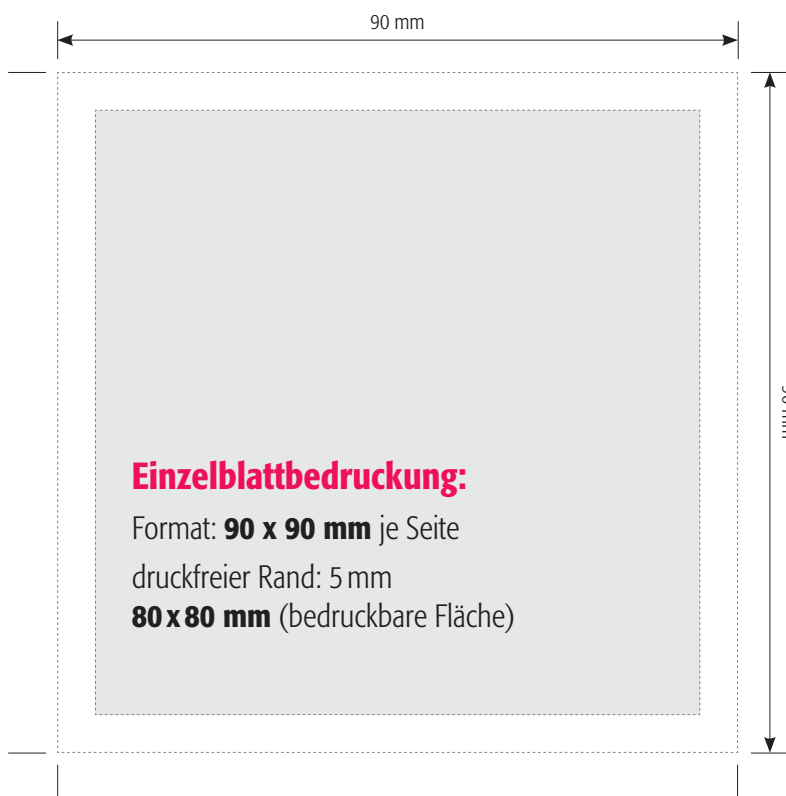 90 mm
Einzelblattbedruckung:
Format: 90 x 90 mm je Seite
druckfreier Rand: 5 mm
80 x 80 mm (bedruckbare Fläche)